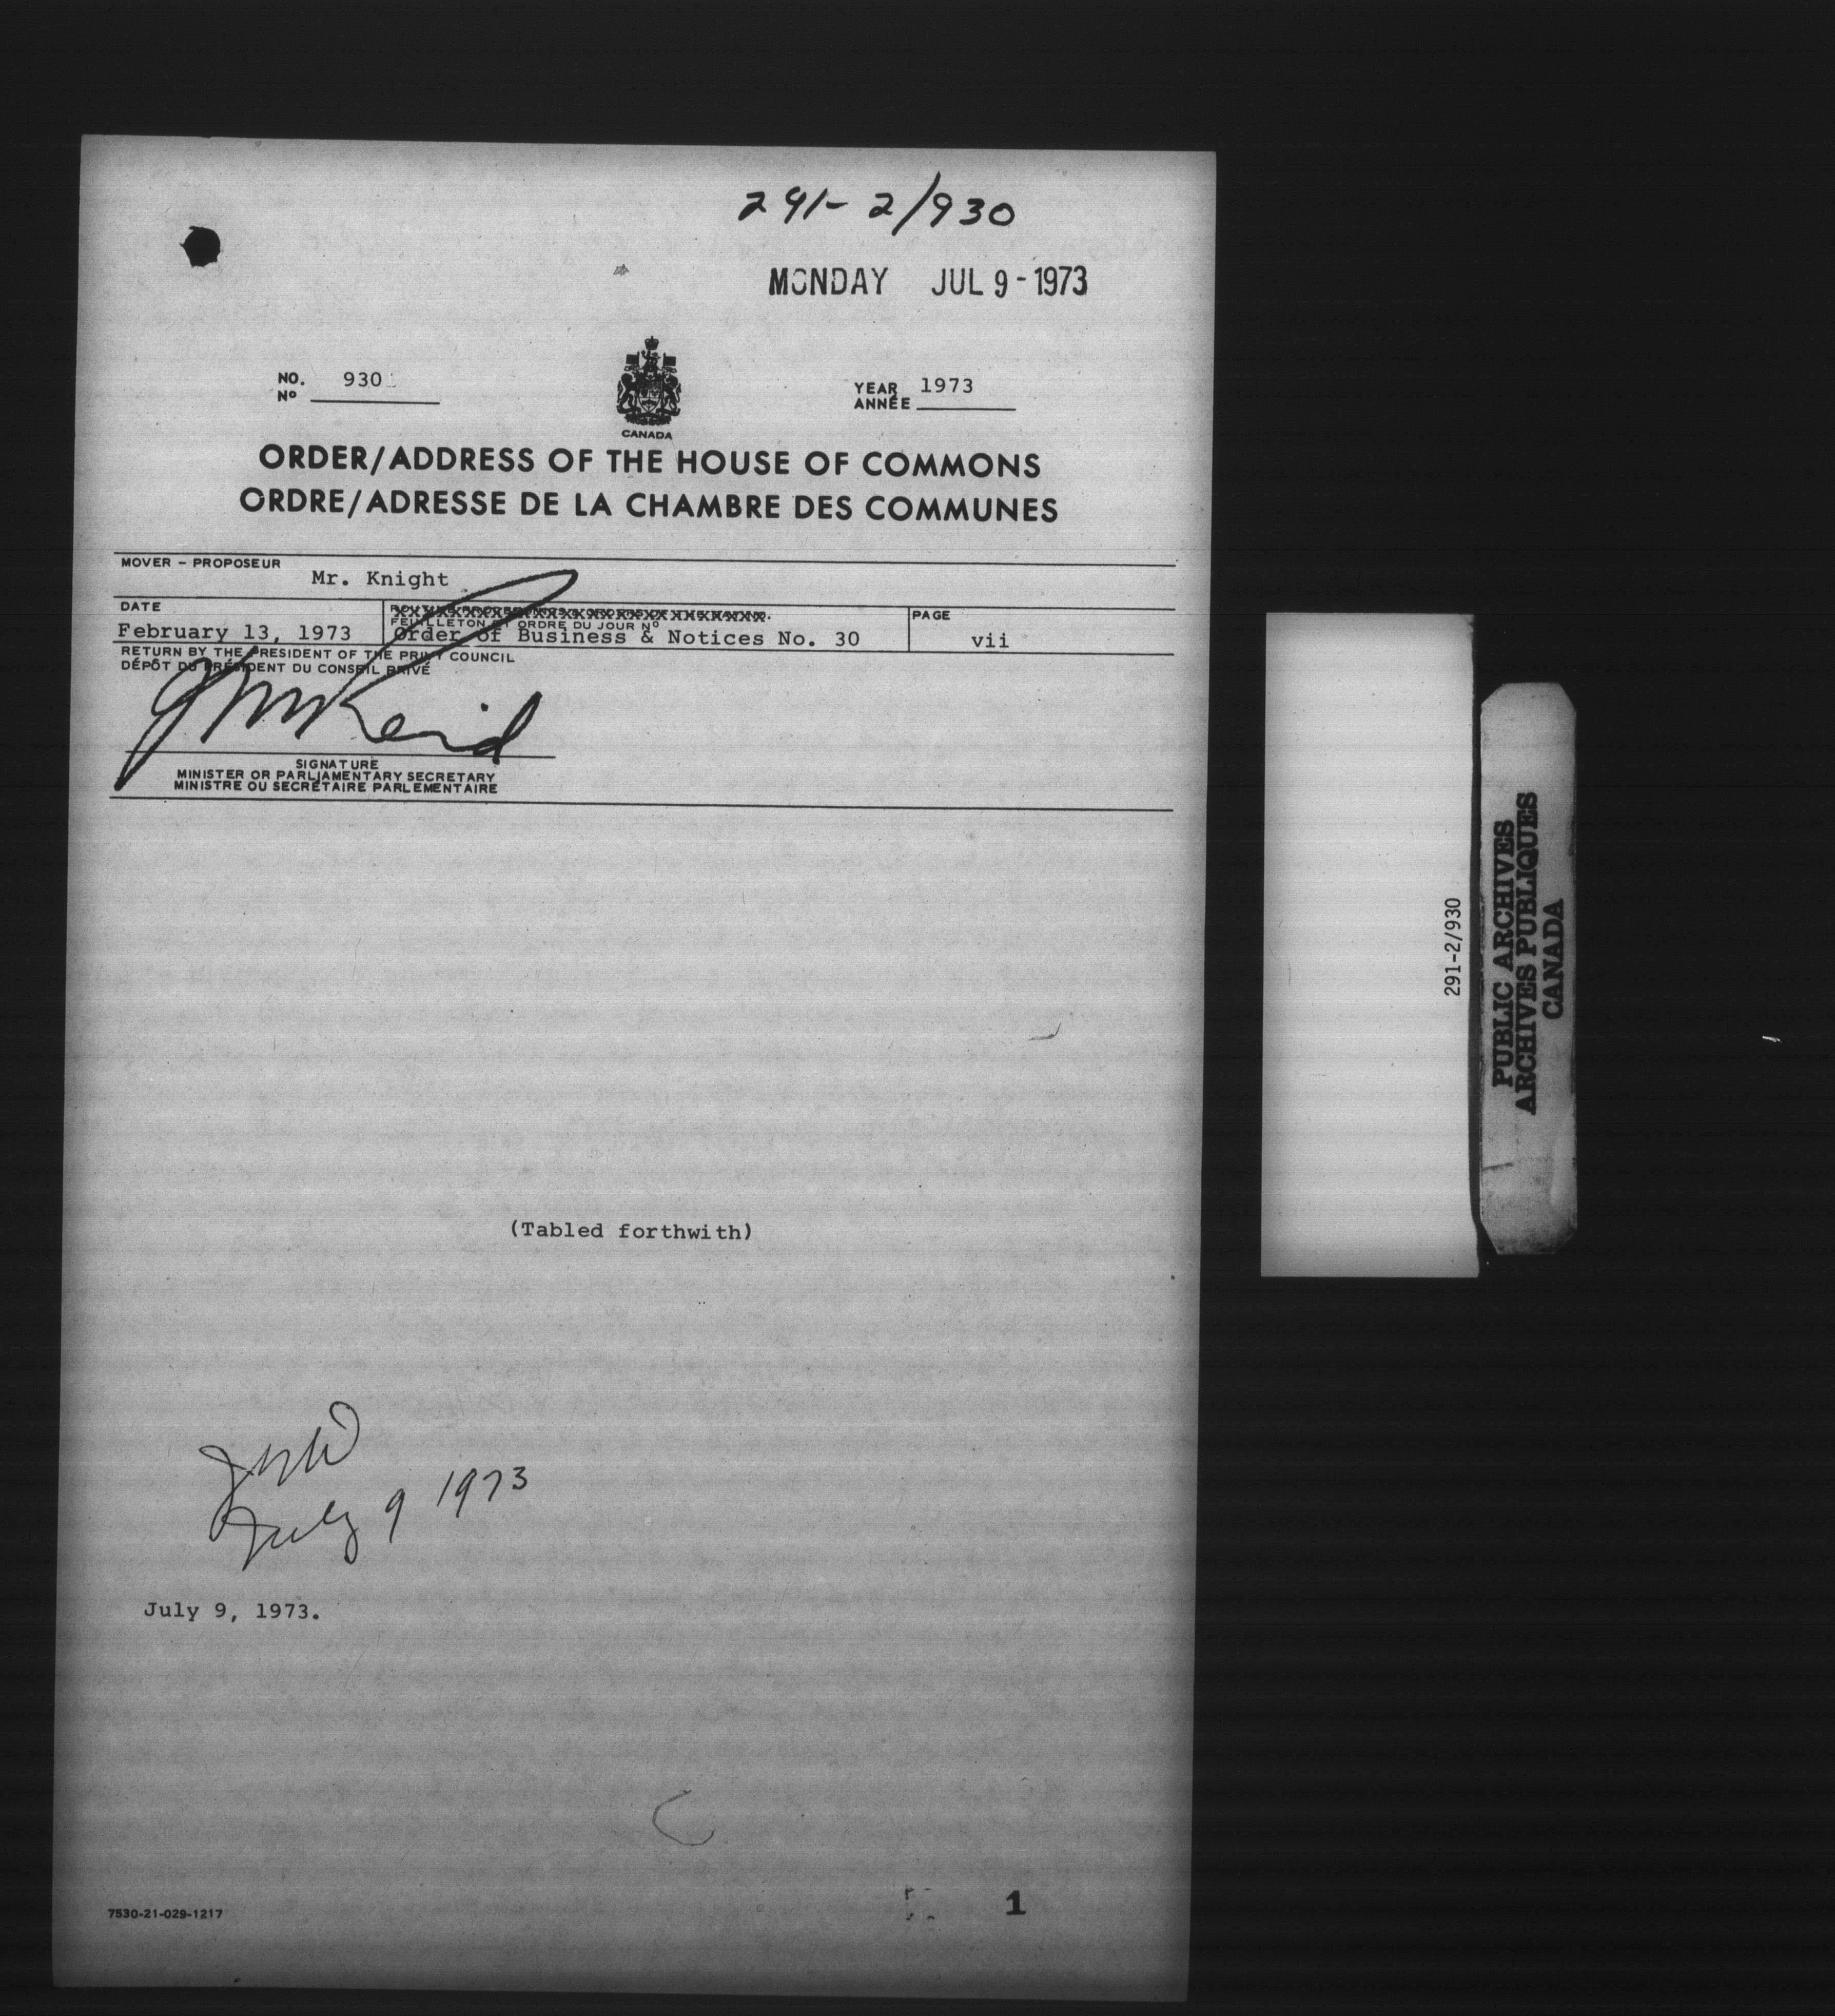 291-2/930
MONDAY JUL 9-1973
NO. 930
Nº
YEAR 1973
ANNÉE
CANADA
ORDER/ADDRESS OF THE HOUSE OF COMMONS
ORDRE/ADRESSE DE LA CHAMBRE DES COMMUNES
MOVER – PROPOSEUR
Mr. Knight
DATE
February 13, 1973
FEUILLETON ET ORDRE DU JOUR Nº
Order of Business & Notices No. 30
PAGE
vii
RETURN BY THE PRESIDENT OF THE PRIVY COUNCIL
DÉPÔT DU PRÉSIDENT DU CONSEIL PRIVÉ
SIGNATURE
MINISTER OR PARLIAMENTARY SECRETARY
MINISTRE OU SECRÉTAIRE PARLEMENTAIRE
(Tabled forthwith)
July 9 1973
July 9, 1973.
7530-21-029-1217
1
291-2/930
PUBLIC ARCHIVES
ARCHIVES PUBLIQUES
CANADA